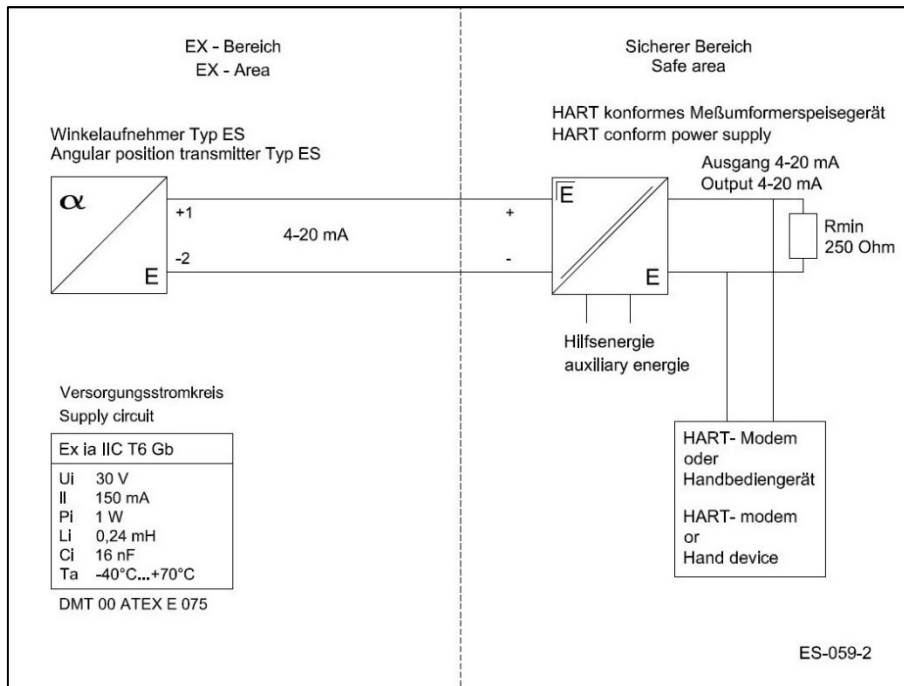 EX - Bereich
EX - Area
Sicherer Bereich
Safe area
Winkelaufnehmer Typ ES
Angular position transmitter Typ ES
HART konformes Meßumformerspeisegerät
HART conform power supply
Ausgang 4-20 mA
Output 4-20 mA
α
E
+1
-2
4-20 mA
+
-
E
E
Rmin
250 Ohm
Hilfsenergie
auxiliary energie
Versorgungsstromkreis
Supply circuit
Ex ia IIC T6 Gb
Ui 30 V
II 150 mA
Pi 1 W
Li 0,24 mH
Ci 16 nF
Ta -40°C...+70°C
DMT 00 ATEX E 075
HART- Modem
oder
Handbediengerät
HART- modem
or
Hand device
ES-059-2